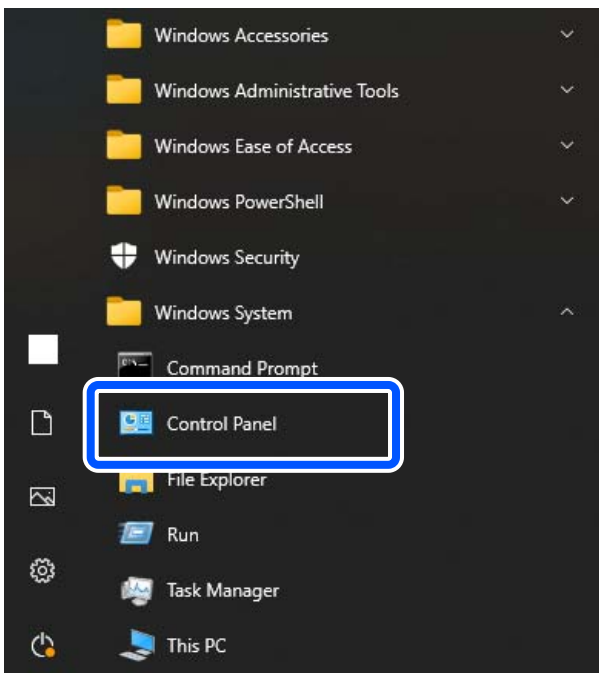 Windows Accessories
Windows Administrative Tools
Windows Ease of Access
Windows PowerShell
Windows Security
Windows System
Command Prompt
Control Panel
File Explorer
Run
Task Manager
This PC